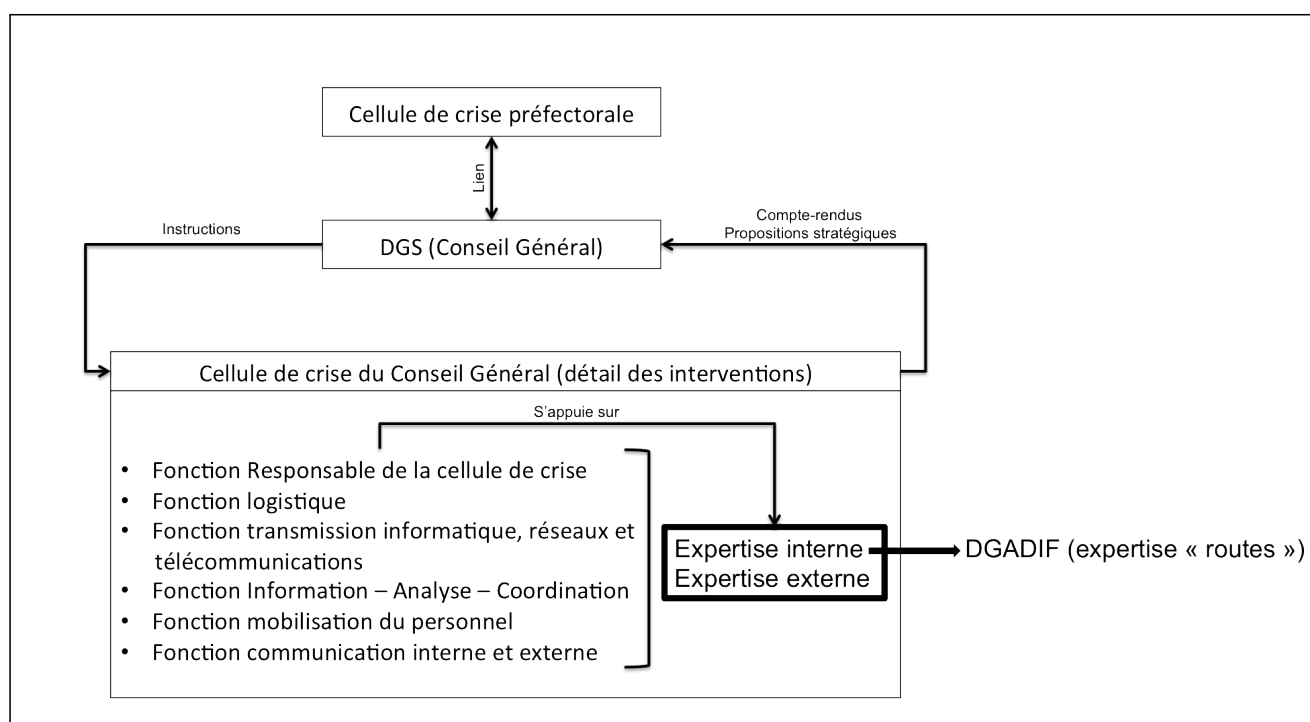 Cellule de crise préfectorale
Lien
Instructions
DGS (Conseil Général)
Compte-rendus
Propositions stratégiques
Cellule de crise du Conseil Général (détail des interventions)
S'appuie sur
• Fonction Responsable de la cellule de crise
• Fonction logistique
• Fonction transmission informatique, réseaux et
télécommunications
• Fonction Information – Analyse – Coordination
• Fonction mobilisation du personnel
• Fonction communication interne et externe
Expertise interne
Expertise externe
DGADIF (expertise « routes »)